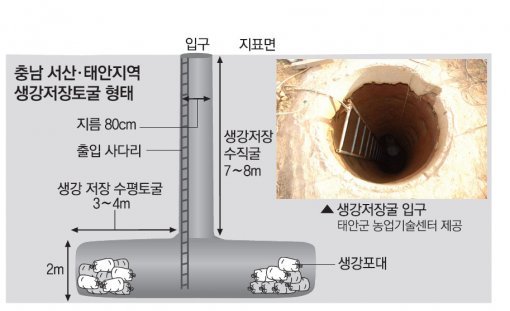 입구
지표면
충남 서산·태안지역
생강저장토굴 형태
지름 80cm
출입 사다리
생강저장
수직굴
7~8m
생강 저장 수평토굴
3~4m
2m
생강포대
▲ 생강저장굴 입구
태안군 농업기술센터 제공